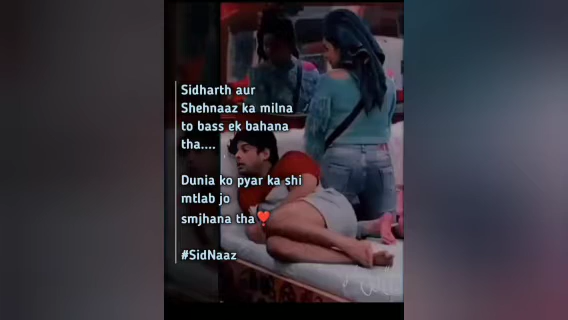 Sidharth aur
Shehnaaz ka milna
to bass ek bahana
tha....
Dunia ko pyar ka shi
mtlab jo
smjhana tha❣️
#SidNaaz